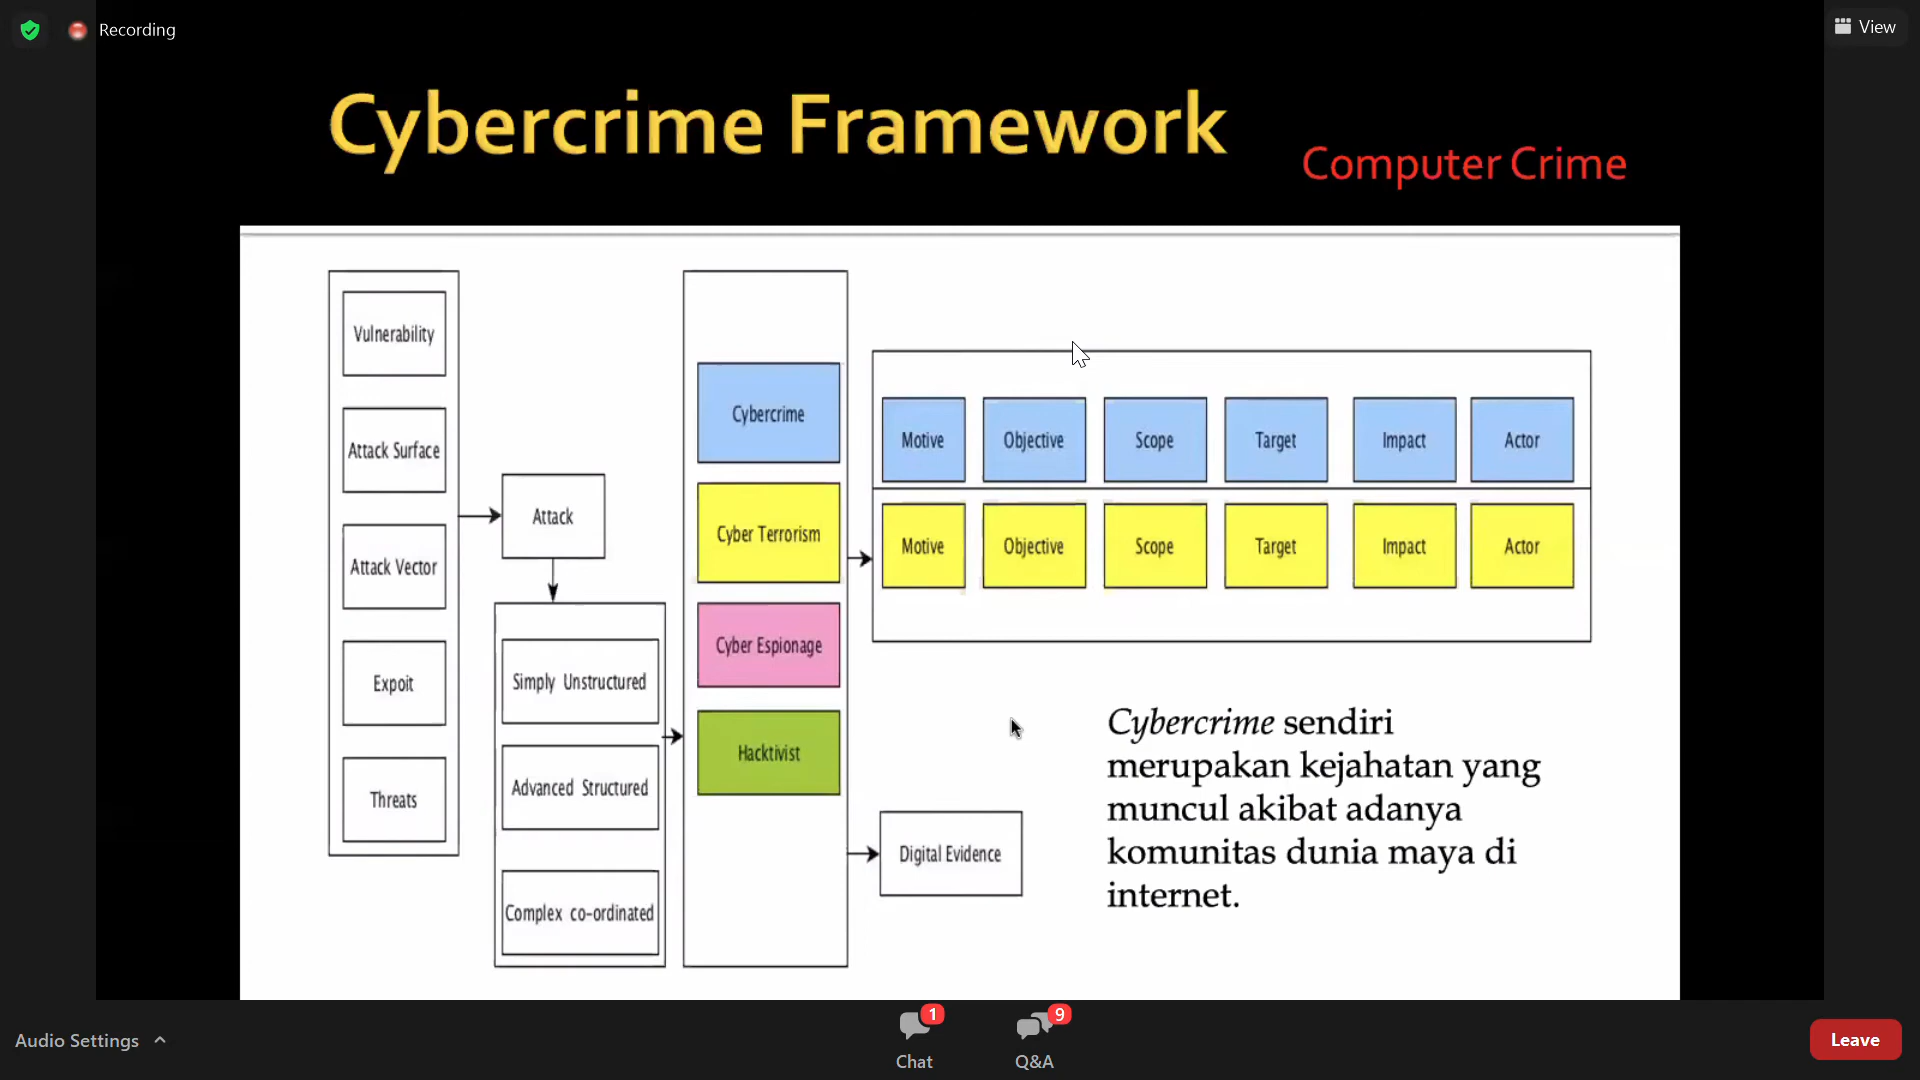 Recording
View
Cybercrime Framework
Computer Crime
Vulnerability
Attack Surface
Attack Vector
Expoit
Threats
Attack
Simply Unstructured
Advanced Structured
Complex co-ordinated
Cybercrime
Cyber Terrorism
Cyber Espionage
Hacktivist
Motive Objective Scope Target Impact Actor
Motive Objective Scope Target Impact Actor
Digital Evidence
Cybercrime sendiri
merupakan kejahatan yang
muncul akibat adanya
komunitas dunia maya di
internet.
Audio Settings
1
Chat
9
Q&A
Leave